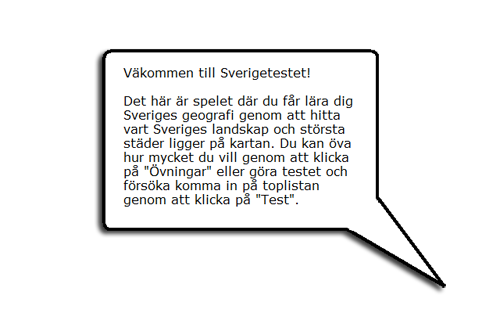 Väkommen till Sverigetestet!
Det här är spelet där du får lära dig
Sveriges geografi genom att hitta
vart Sveriges landskap och största
städer ligger på kartan. Du kan öva
hur mycket du vill genom att klicka
på "Övningar" eller göra testet och
försöka komma in på toplistan
genom att klicka på "Test".